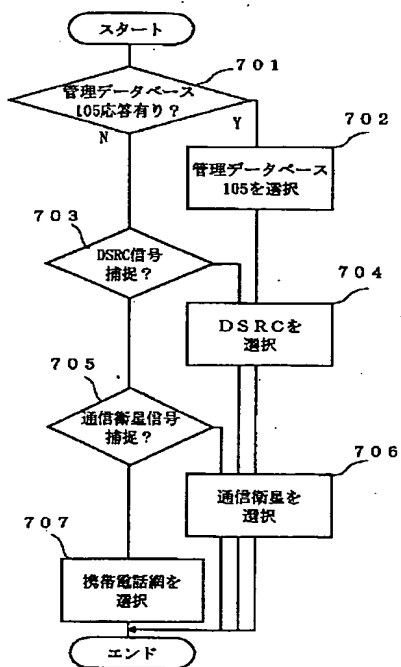 スタート
701
管理データベース
105応答有り？
N
Y
702
管理データベース
105を選択
703
DSRC信号
捕捉？
704
ＤＳＲＣを
選択
705
通信衛星信号
捕捉？
706
通信衛星を
選択
707
携帯電話網を
選択
エンド